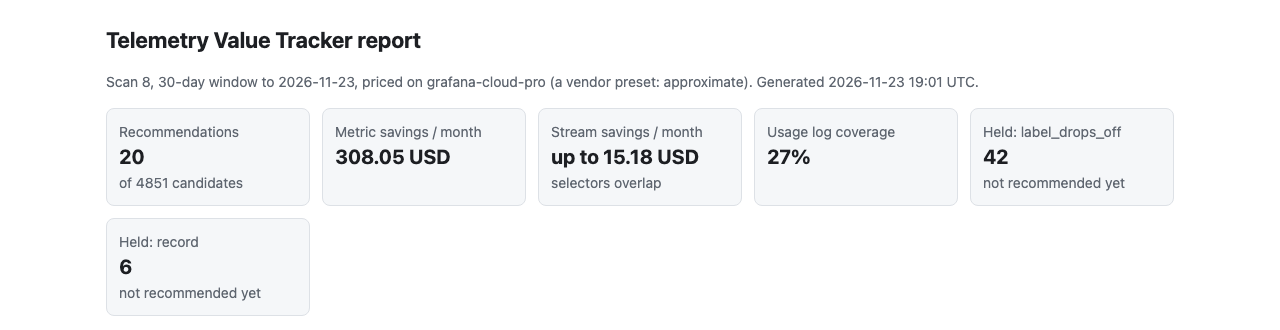 Telemetry Value Tracker report
Scan 8, 30-day window to 2026-11-23, priced on grafana-cloud-pro (a vendor preset: approximate). Generated 2026-11-23 19:01 UTC.
Recommendations
20
of 4851 candidates
Metric savings / month
308.05 USD
Stream savings / month
up to 15.18 USD
selectors overlap
Usage log coverage
27%
Held: label_drops_off
42
not recommended yet
Held: record
6
not recommended yet